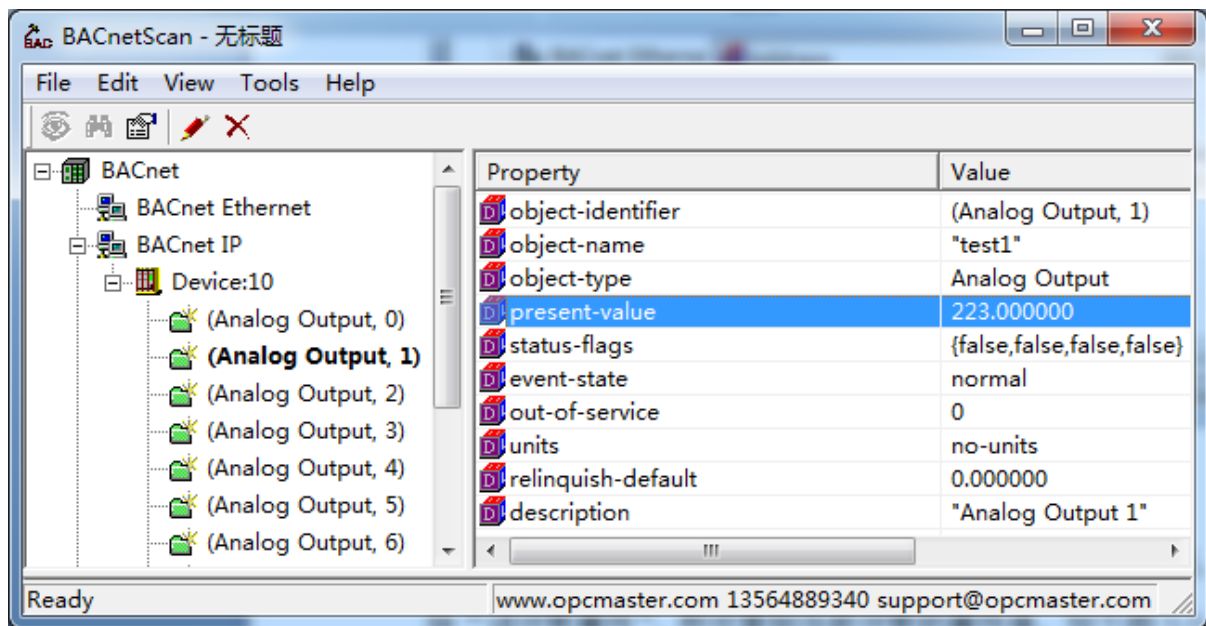 BACnetScan - 无标题
File Edit View Tools Help
BACnet
BACnet Ethernet
BACnet IP
Device:10
(Analog Output, 0)
(Analog Output, 1)
(Analog Output, 2)
(Analog Output, 3)
(Analog Output, 4)
(Analog Output, 5)
(Analog Output, 6)
Property Value
object-identifier (Analog Output, 1)
object-name "test1"
object-type Analog Output
present-value 223.000000
status-flags {false,false,false,false}
event-state normal
out-of-service 0
units no-units
relinquish-default 0.000000
description "Analog Output 1"
Ready www.opcmaster.com 13564889340 support@opcmaster.com